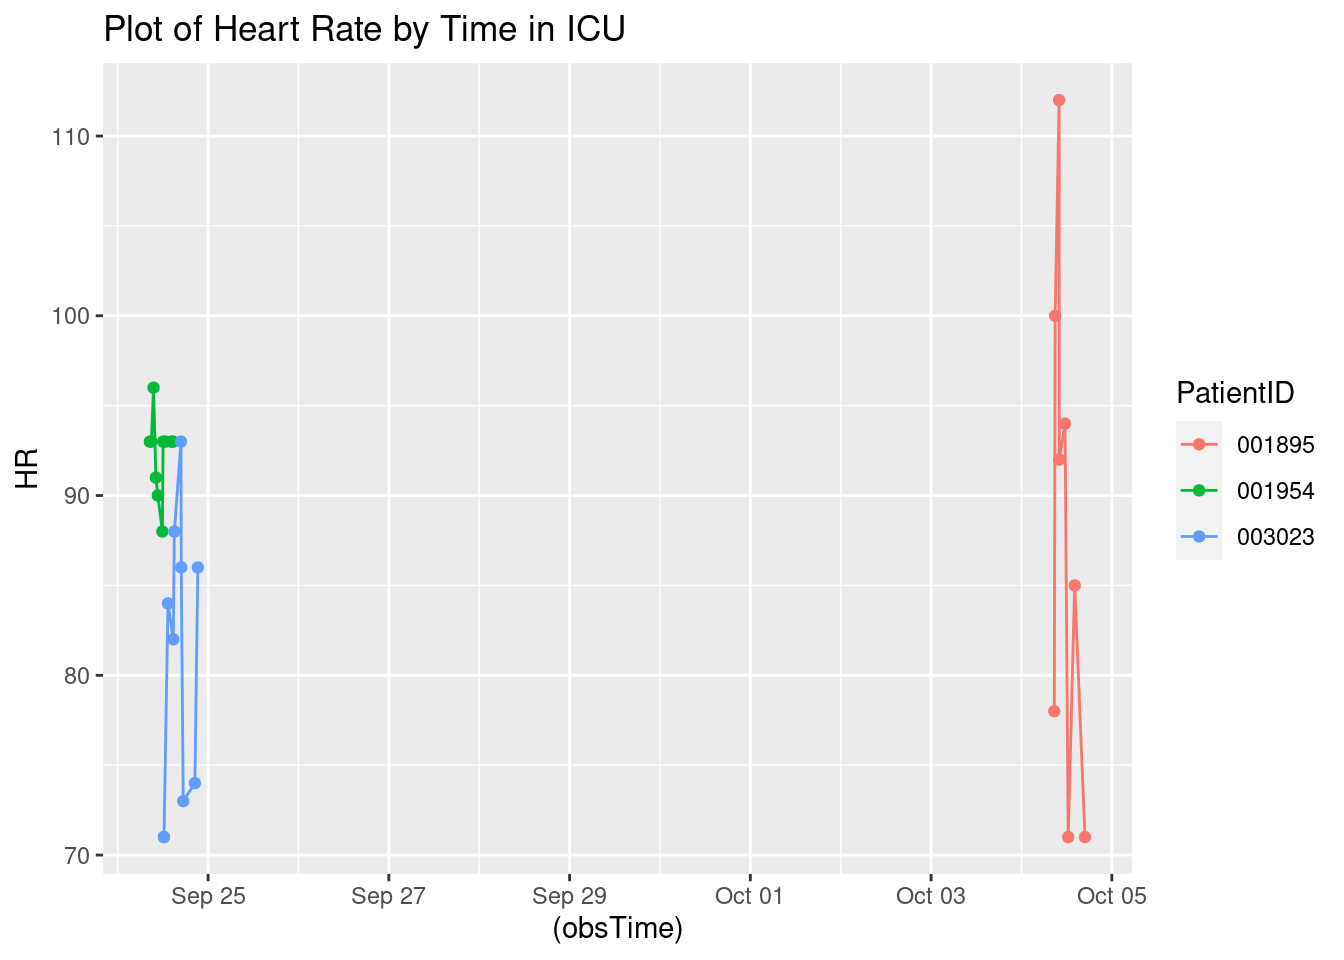 Plot of Heart Rate by Time in ICU
HR
110
100
90
80
70
Sep 25
Sep 27
Sep 29
Oct 01
Oct 03
Oct 05
(obsTime)
PatientID
001895
001954
003023